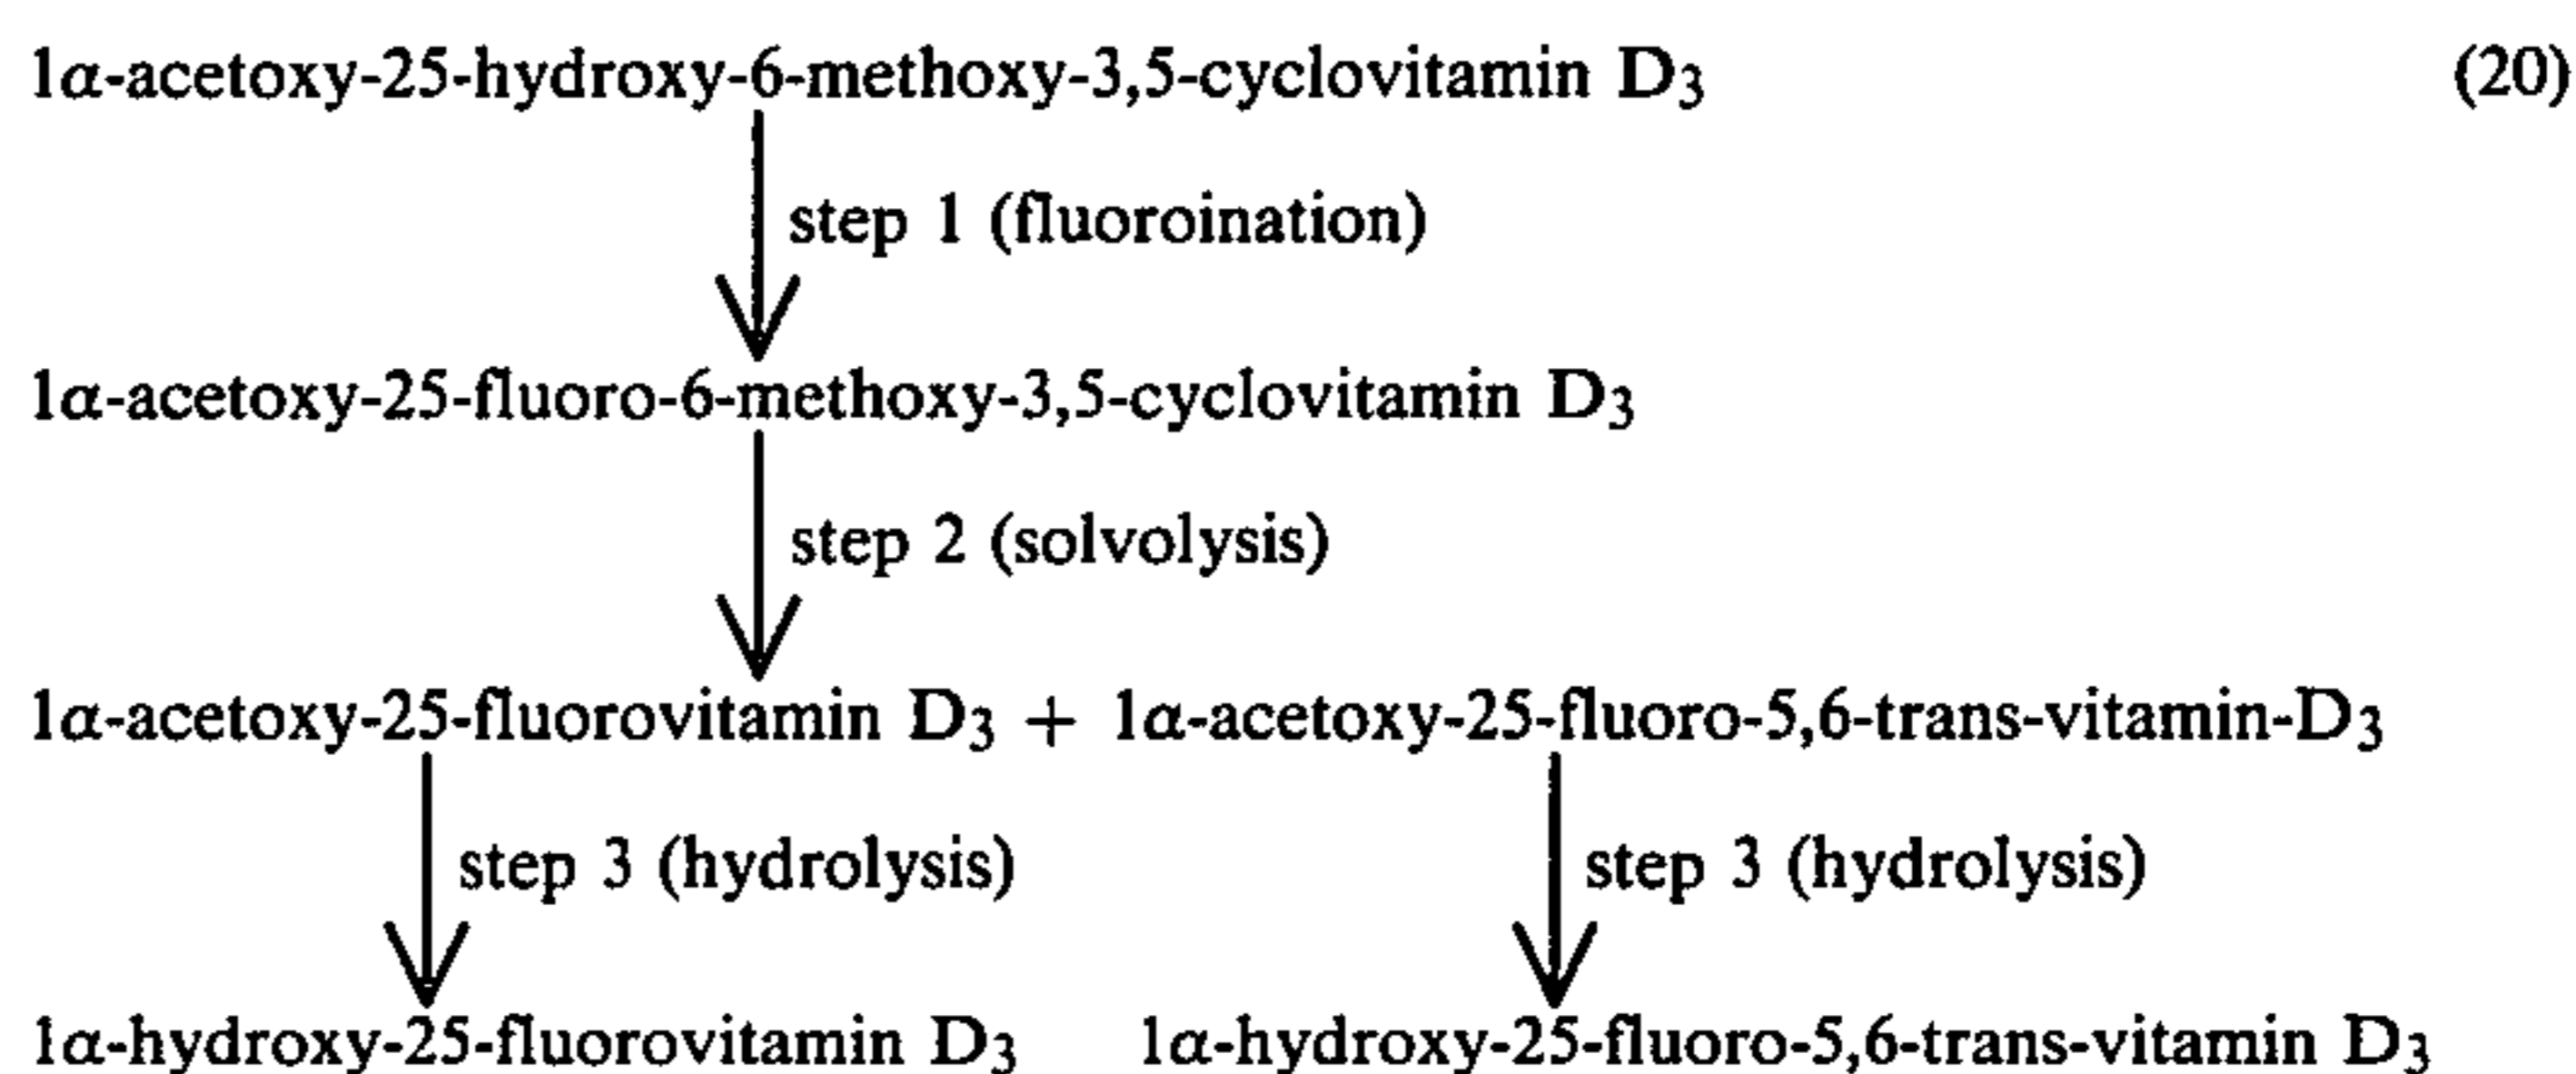 1α-acetoxy-25-hydroxy-6-methoxy-3,5-cyclovitamin D₃ (20)
step 1 (fluoroination)
1α-acetoxy-25-fluoro-6-methoxy-3,5-cyclovitamin D₃
step 2 (solvolysis)
1α-acetoxy-25-fluorovitamin D₃ + 1α-acetoxy-25-fluoro-5,6-trans-vitamin-D₃
step 3 (hydrolysis) step 3 (hydrolysis)
1α-hydroxy-25-fluorovitamin D₃ 1α-hydroxy-25-fluoro-5,6-trans-vitamin D₃